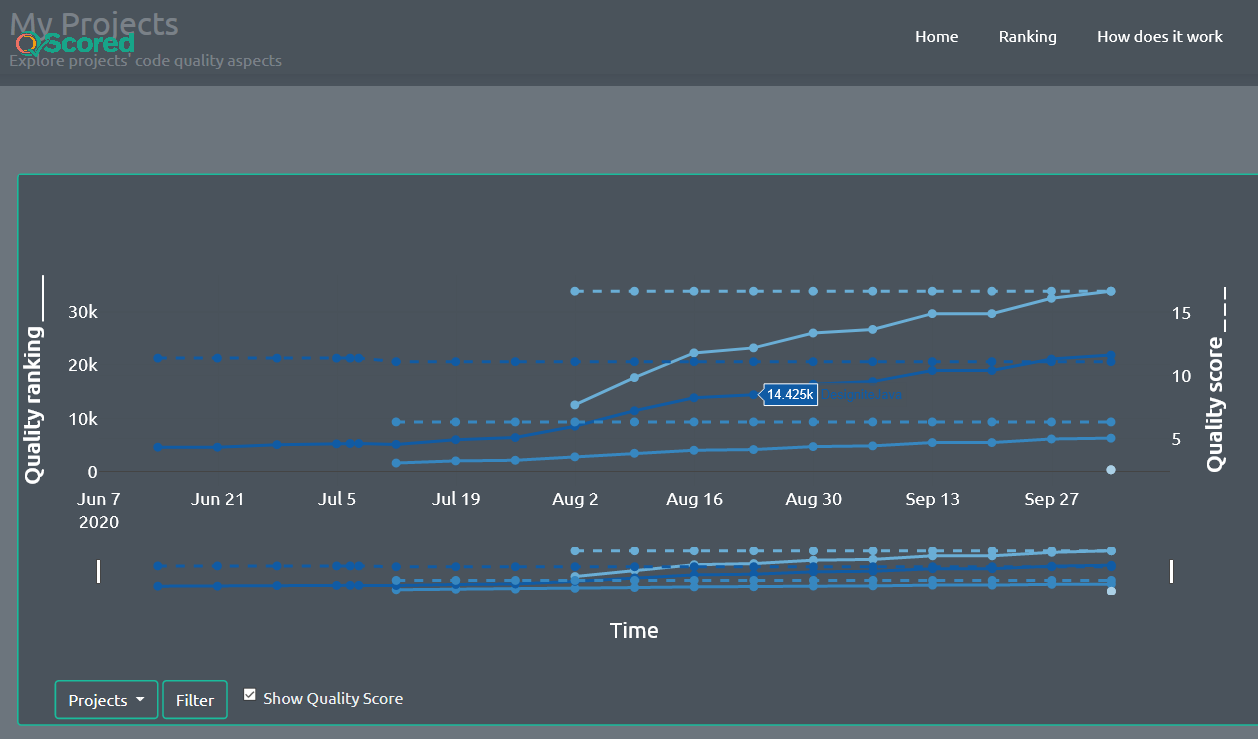 My Projects
QScored
Explore projects' code quality aspects
Home
Ranking
How does it work
Quality ranking
30k
20k
10k
0
15
10
5
Quality score
14.425k
DesigniteJava
Jun 7
2020
Jun 21
Jul 5
Jul 19
Aug 2
Aug 16
Aug 30
Sep 13
Sep 27
Time
Projects
Filter
Show Quality Score